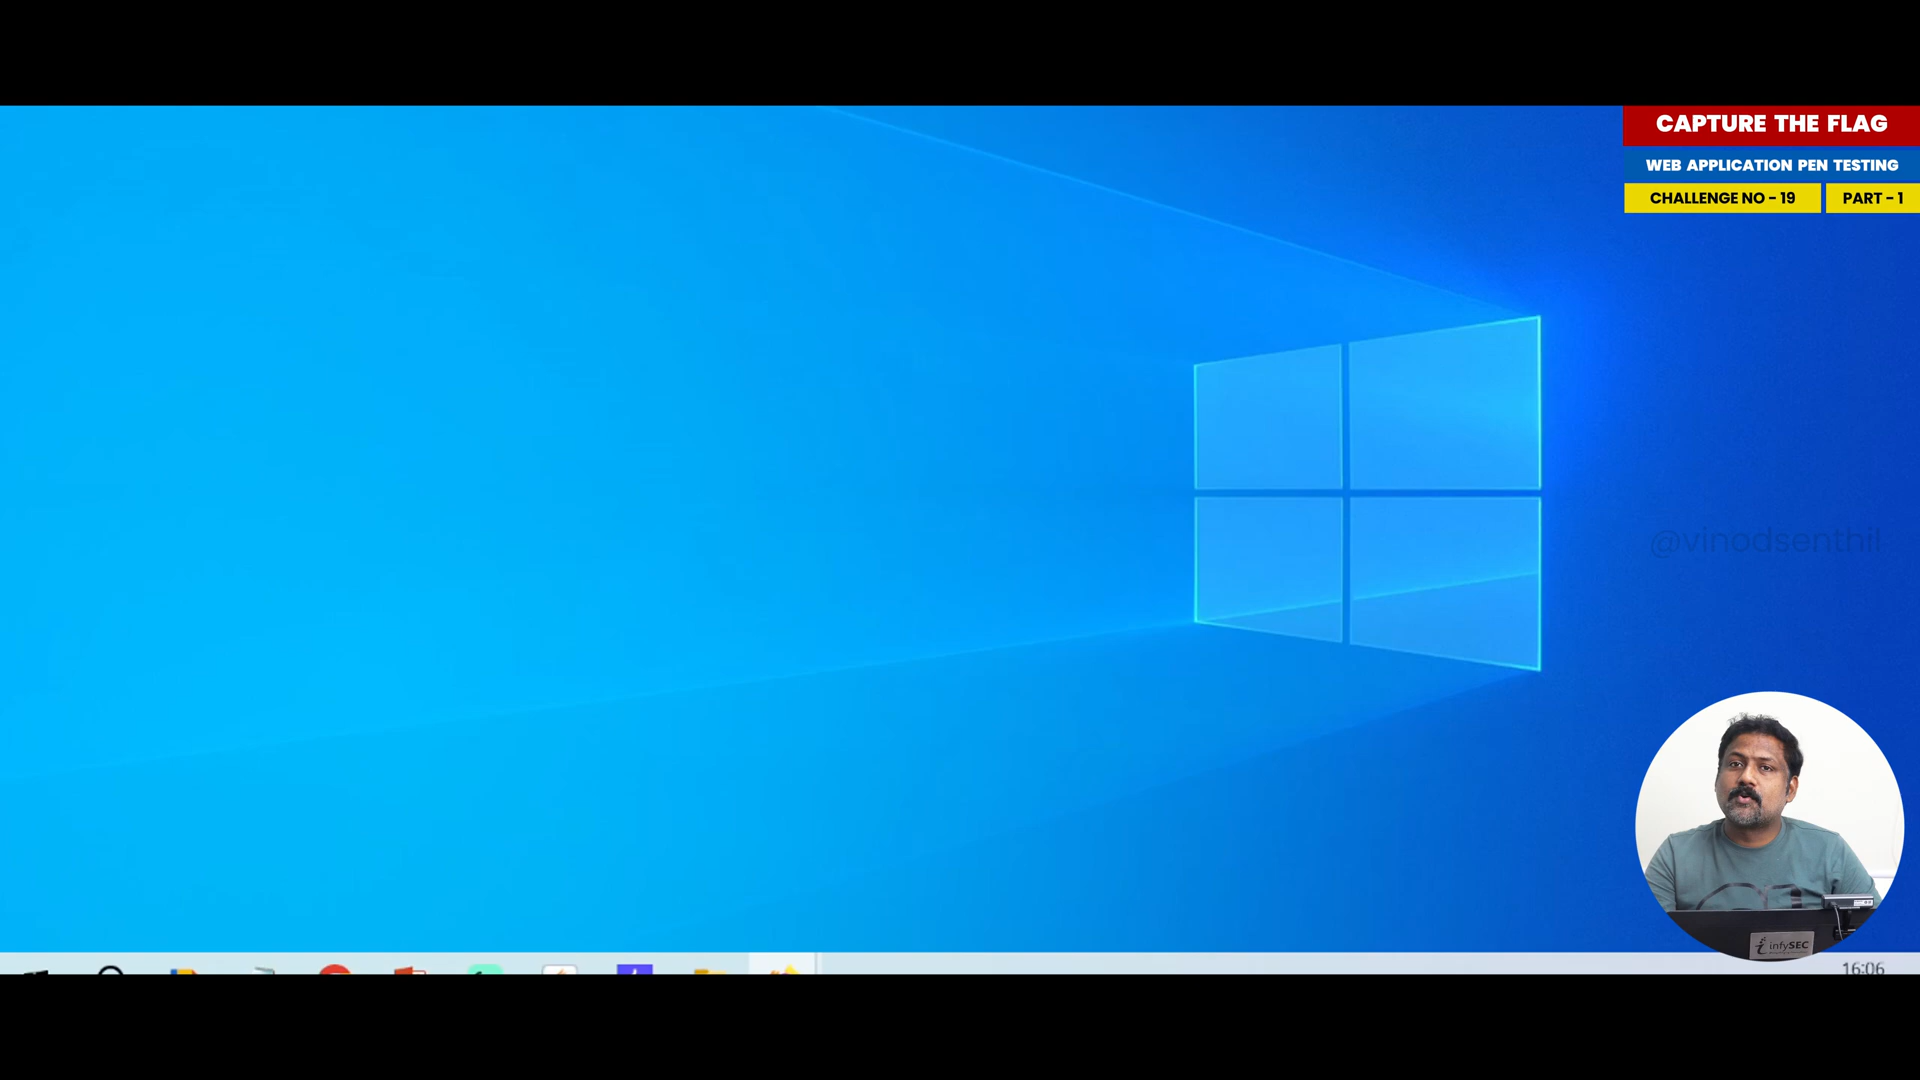 CAPTURE THE FLAG
WEB APPLICATION PEN TESTING
CHALLENGE NO - 19 PART - 1
@vinodsenthil
infySEC
16:06